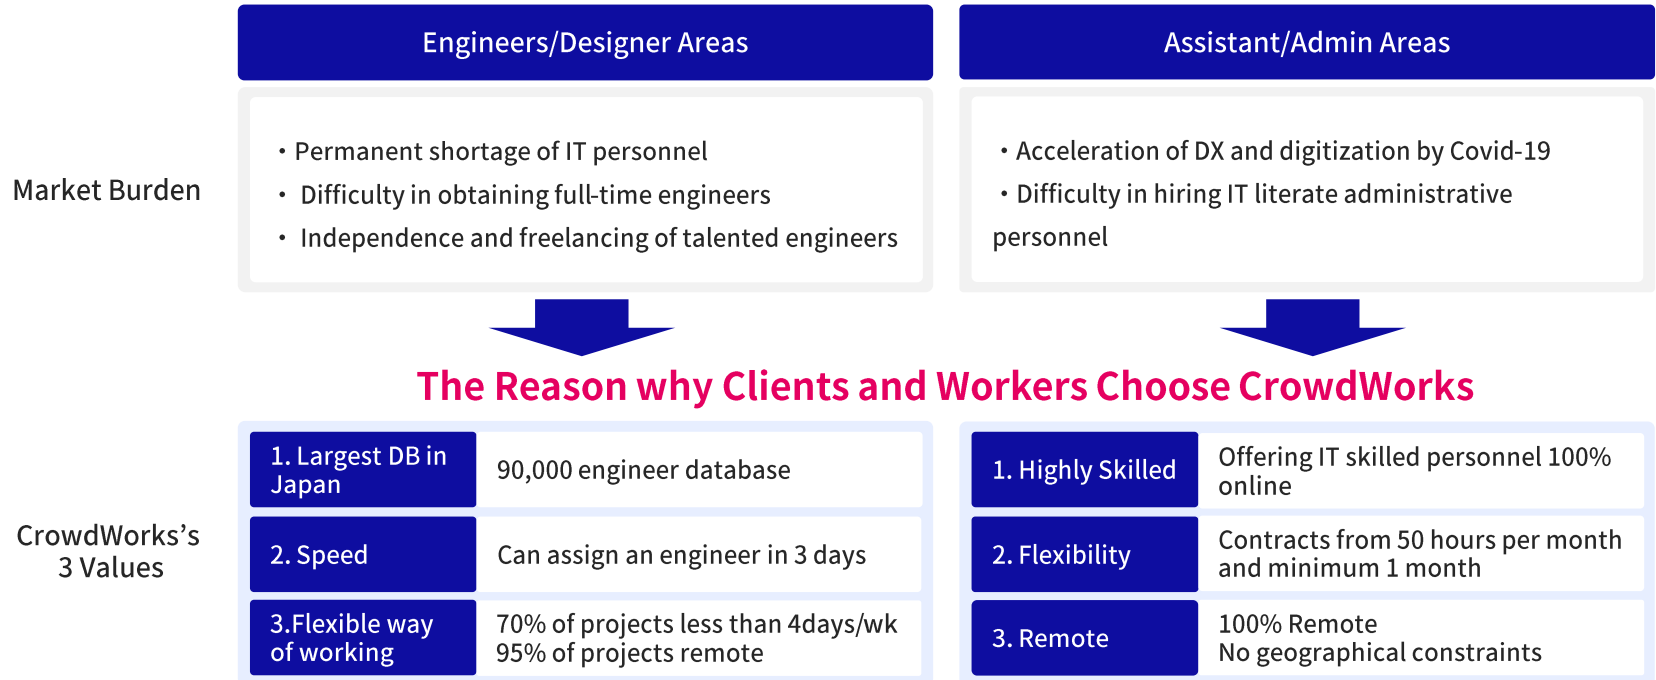 Engineers/Designer Areas
Assistant/Admin Areas
Market Burden
・Permanent shortage of IT personnel
・ Difficulty in obtaining full-time engineers
・ Independence and freelancing of talented engineers
・Acceleration of DX and digitization by Covid-19
・Difficulty in hiring IT literate administrative
personnel
The Reason why Clients and Workers Choose CrowdWorks
CrowdWorks’s
3 Values
1. Largest DB in
Japan
90,000 engineer database
2. Speed
Can assign an engineer in 3 days
3.Flexible way
of working
70% of projects less than 4days/wk
95% of projects remote
1. Highly Skilled
Offering IT skilled personnel 100%
online
2. Flexibility
Contracts from 50 hours per month
and minimum 1 month
3. Remote
100% Remote
No geographical constraints